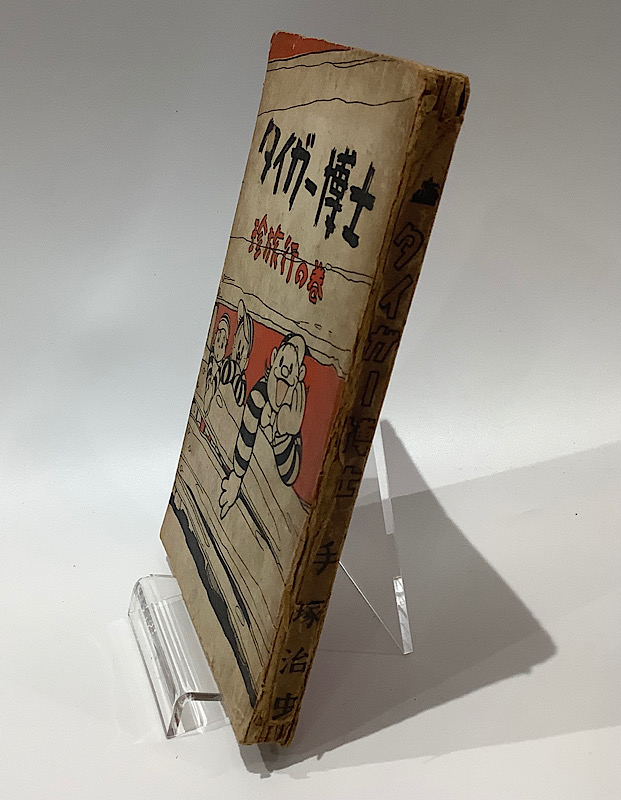 タイガー博士
珍旅行の巻
タイガー博士
手塚治虫